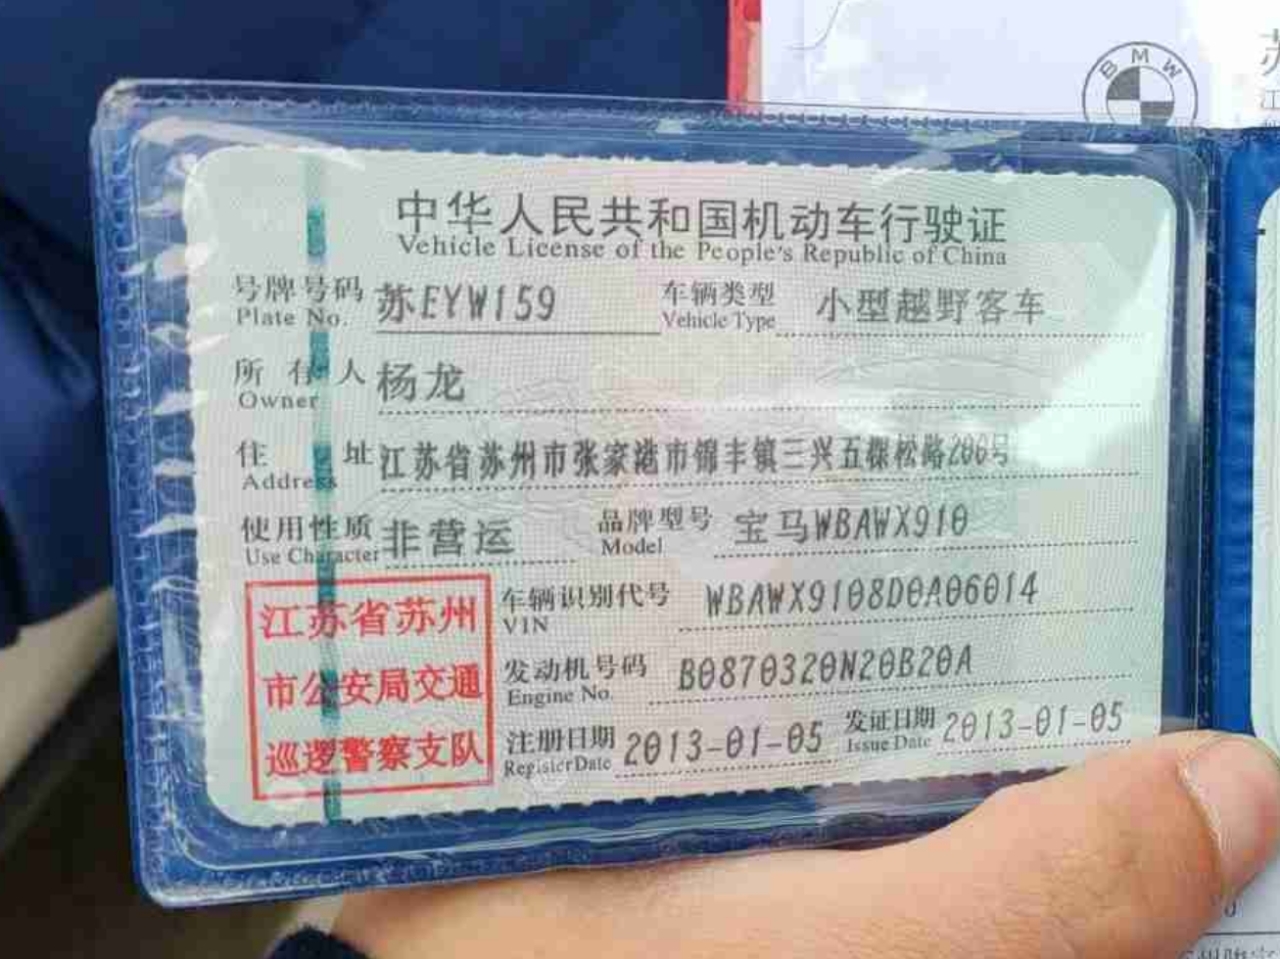 BMW
苏
江
中华人民共和国机动车行驶证
Vehicle License of the People's Republic of China
号牌号码 苏EYW159 车辆类型 小型越野客车
Plate No. Vehicle Type
所有人 杨龙
Owner
住址 江苏省苏州市张家港市锦丰镇三兴五棵松路200号
Address
使用性质 非营运 品牌型号 宝马WBAWX910
Use Character Model
江苏省苏州
市公安局交通
巡逻警察支队
车辆识别代号 WBAWX9108D0A06014
VIN
发动机号码 B0870320N20B20A
Engine No.
注册日期 2013-01-05 发证日期 2013-01-05
Register Date Issue Date